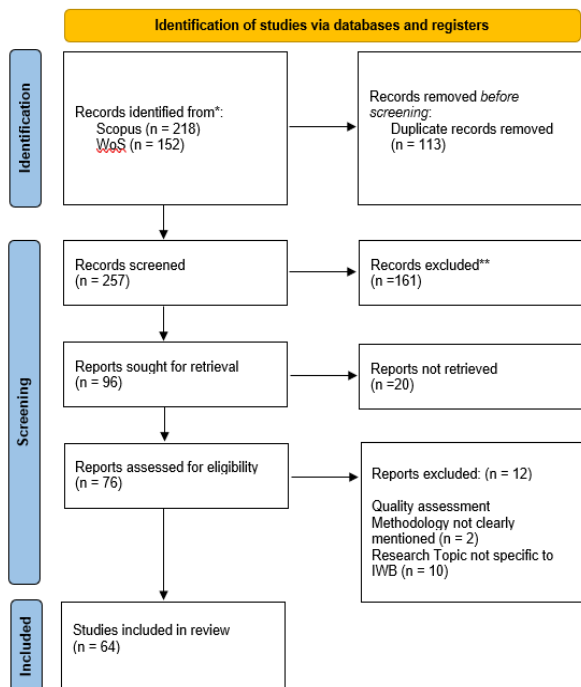 Identification of studies via databases and registers
Identification
Records identified from*:
Scopus (n = 218)
WoS (n = 152)
Records removed before
screening:
Duplicate records removed
(n = 113)
Screening
Records screened
(n = 257)
Records excluded**
(n =161)
Reports sought for retrieval
(n = 96)
Reports not retrieved
(n =20)
Reports assessed for eligibility
(n = 76)
Reports excluded: (n = 12)
Quality assessment
Methodology not clearly
mentioned (n = 2)
Research Topic not specific to
IWB (n = 10)
Included
Studies included in review
(n = 64)